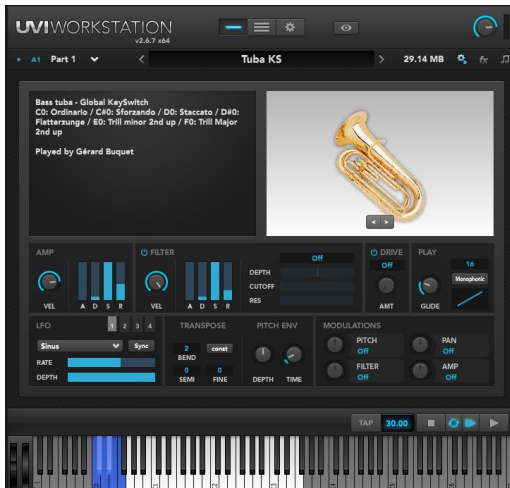 UVIWORKSTATION
v2.6.7 x64
A1 Part 1 < Tuba KS > 29.14 MB fx
Bass tuba - Global KeySwitch
C0: Ordinario / C#0: Sforzando / D0: Staccato / D#0:
Flatterzunge / E0: Trill minor 2nd up / F0: Trill Major
2nd up
Played by Gérard Buquet
< >
AMP
VEL
A D S R
FILTER
VEL
A D S R
Off
DEPTH
CUTOFF
RES
DRIVE
Off
AMT
PLAY
16
Monophonic
GLIDE
LFO
1 2 3 4
Sinus
Sync
RATE
DEPTH
TRANSPOSE
2
BEND
const
0
SEMI
0
FINE
PITCH ENV
DEPTH TIME
MODULATIONS
PITCH
Off
PAN
Off
FILTER
Off
AMP
Off
TAP 30.00